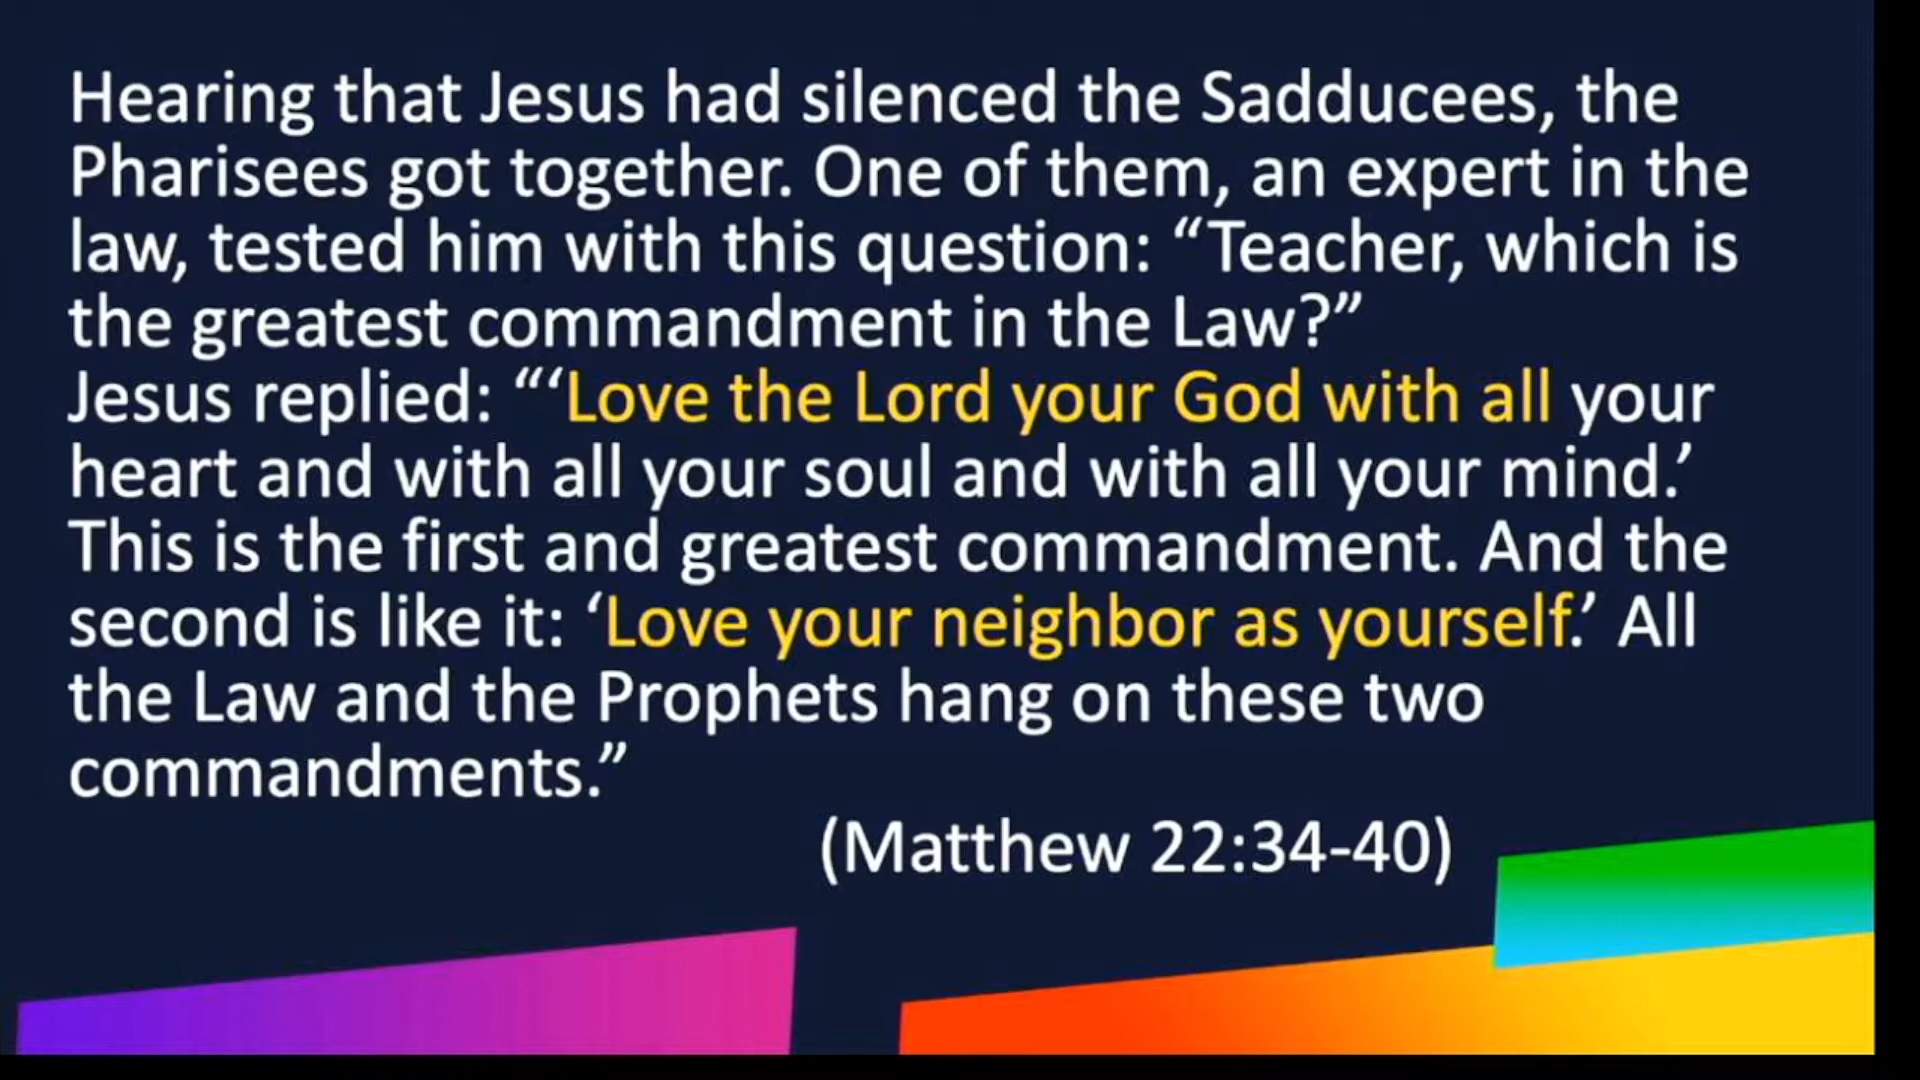 Hearing that Jesus had silenced the Sadducees, the
Pharisees got together. One of them, an expert in the
law, tested him with this question: “Teacher, which is
the greatest commandment in the Law?”
Jesus replied: “‘Love the Lord your God with all your
heart and with all your soul and with all your mind.’
This is the first and greatest commandment. And the
second is like it: ‘Love your neighbor as yourself.’ All
the Law and the Prophets hang on these two
commandments.”
(Matthew 22:34-40)